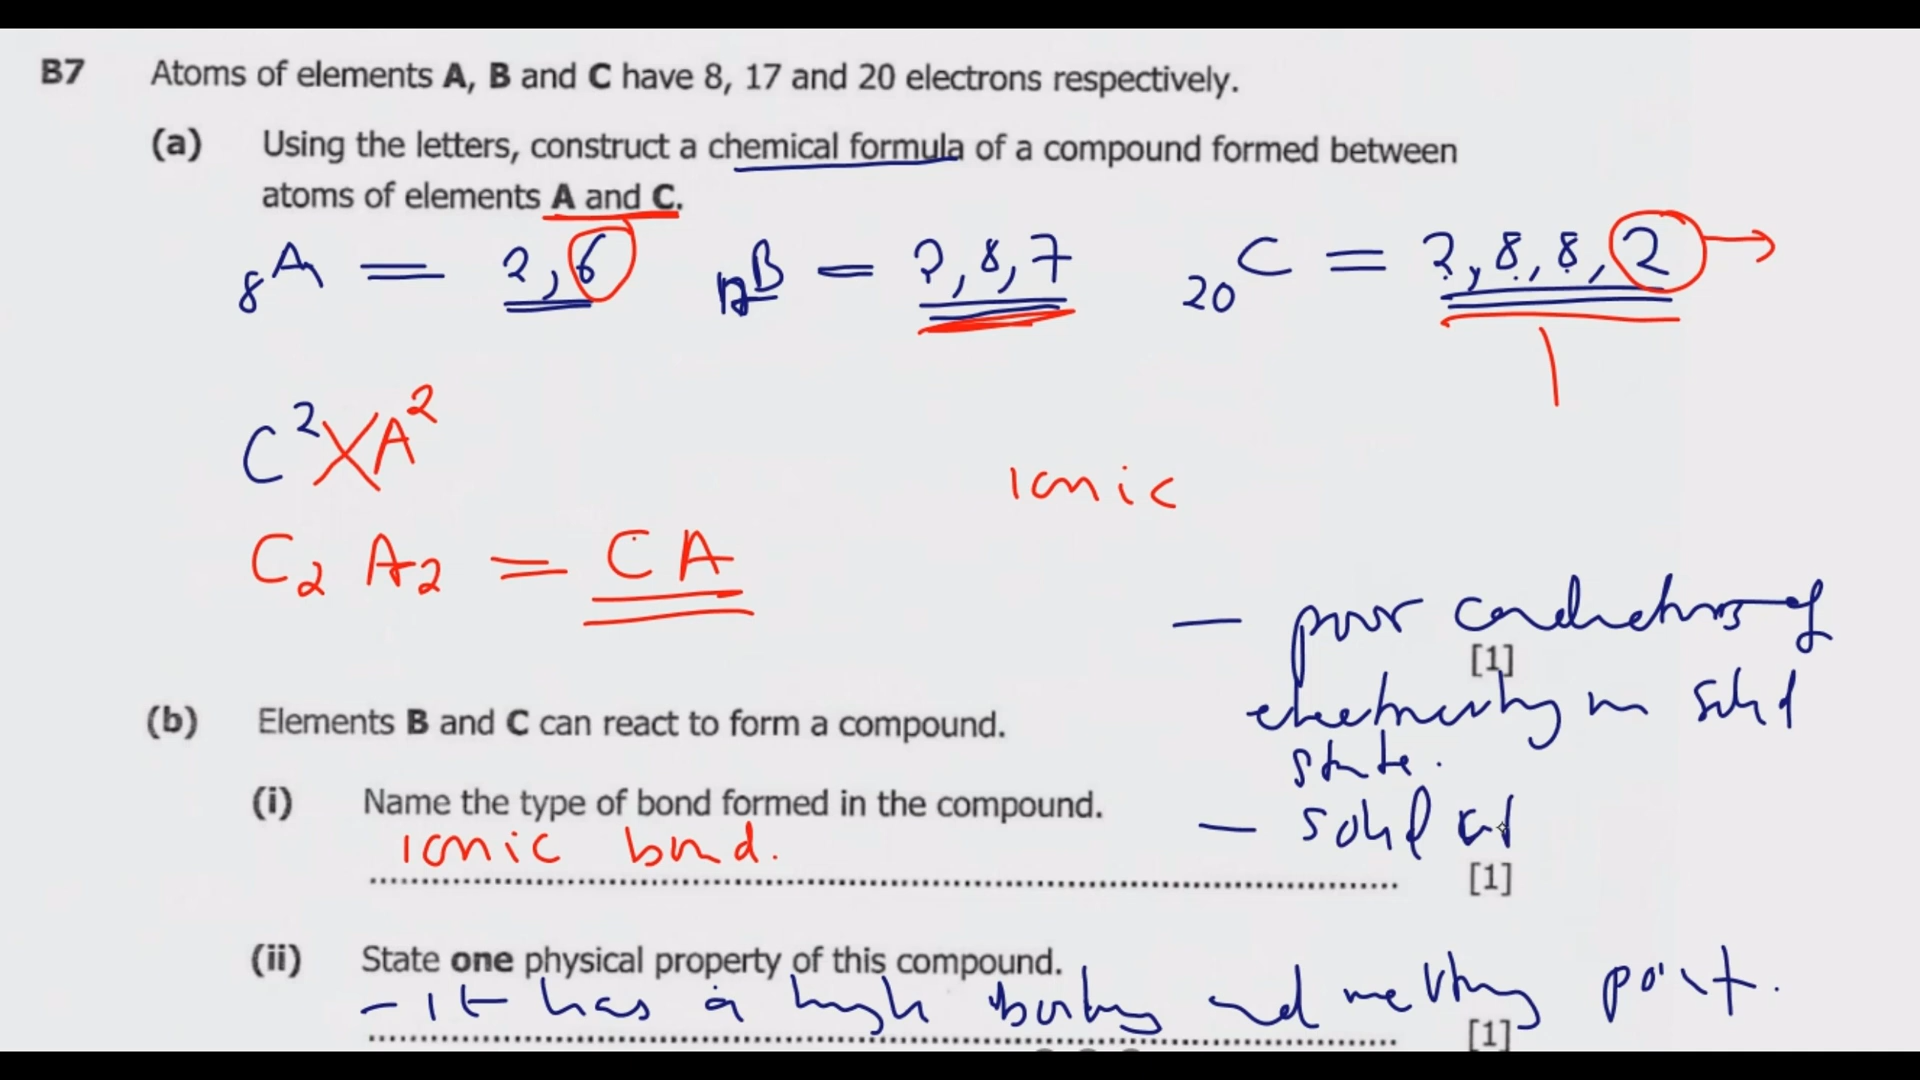 B7 Atoms of elements A, B and C have 8, 17 and 20 electrons respectively.
(a) Using the letters, construct a chemical formula of a compound formed between
atoms of elements A and C.
8A = 2,6 17B = 2,8,7 20C = 2,8,8,2
C2 A2
ionic
C2 A2 = CA
— poor conductors of
[1]
electricity in solid
state.
(b) Elements B and C can react to form a compound.
(i) Name the type of bond formed in the compound.
— solid at
ionic bond.
[1]
(ii) State one physical property of this compound.
- it has a high boiling and melting point.
[1]